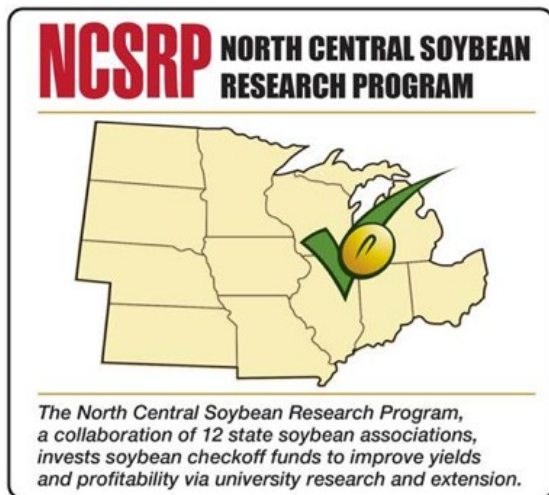 NCSRP NORTH CENTRAL SOYBEAN
RESEARCH PROGRAM
The North Central Soybean Research Program,
a collaboration of 12 state soybean associations,
invests soybean checkoff funds to improve yields
and profitability via university research and extension.